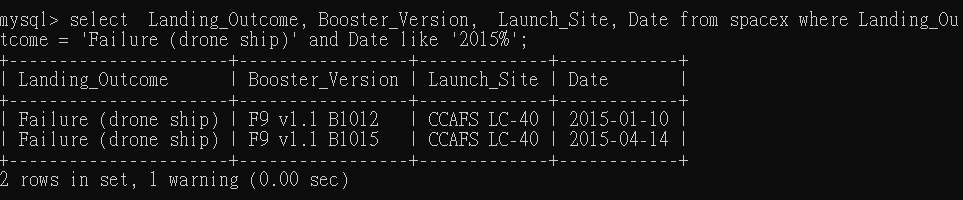 mysql> select  Landing_Outcome, Booster_Version,  Launch_Site, Date from spacex where Landing_Ou
tcome = 'Failure (drone ship)' and Date like '2015%';
+----------------------+-----------------+-------------+------------+
| Landing_Outcome      | Booster_Version | Launch_Site | Date       |
+----------------------+-----------------+-------------+------------+
| Failure (drone ship) | F9 v1.1 B1012   | CCAFS LC-40 | 2015-01-10 |
| Failure (drone ship) | F9 v1.1 B1015   | CCAFS LC-40 | 2015-04-14 |
+----------------------+-----------------+-------------+------------+
2 rows in set, 1 warning (0.00 sec)